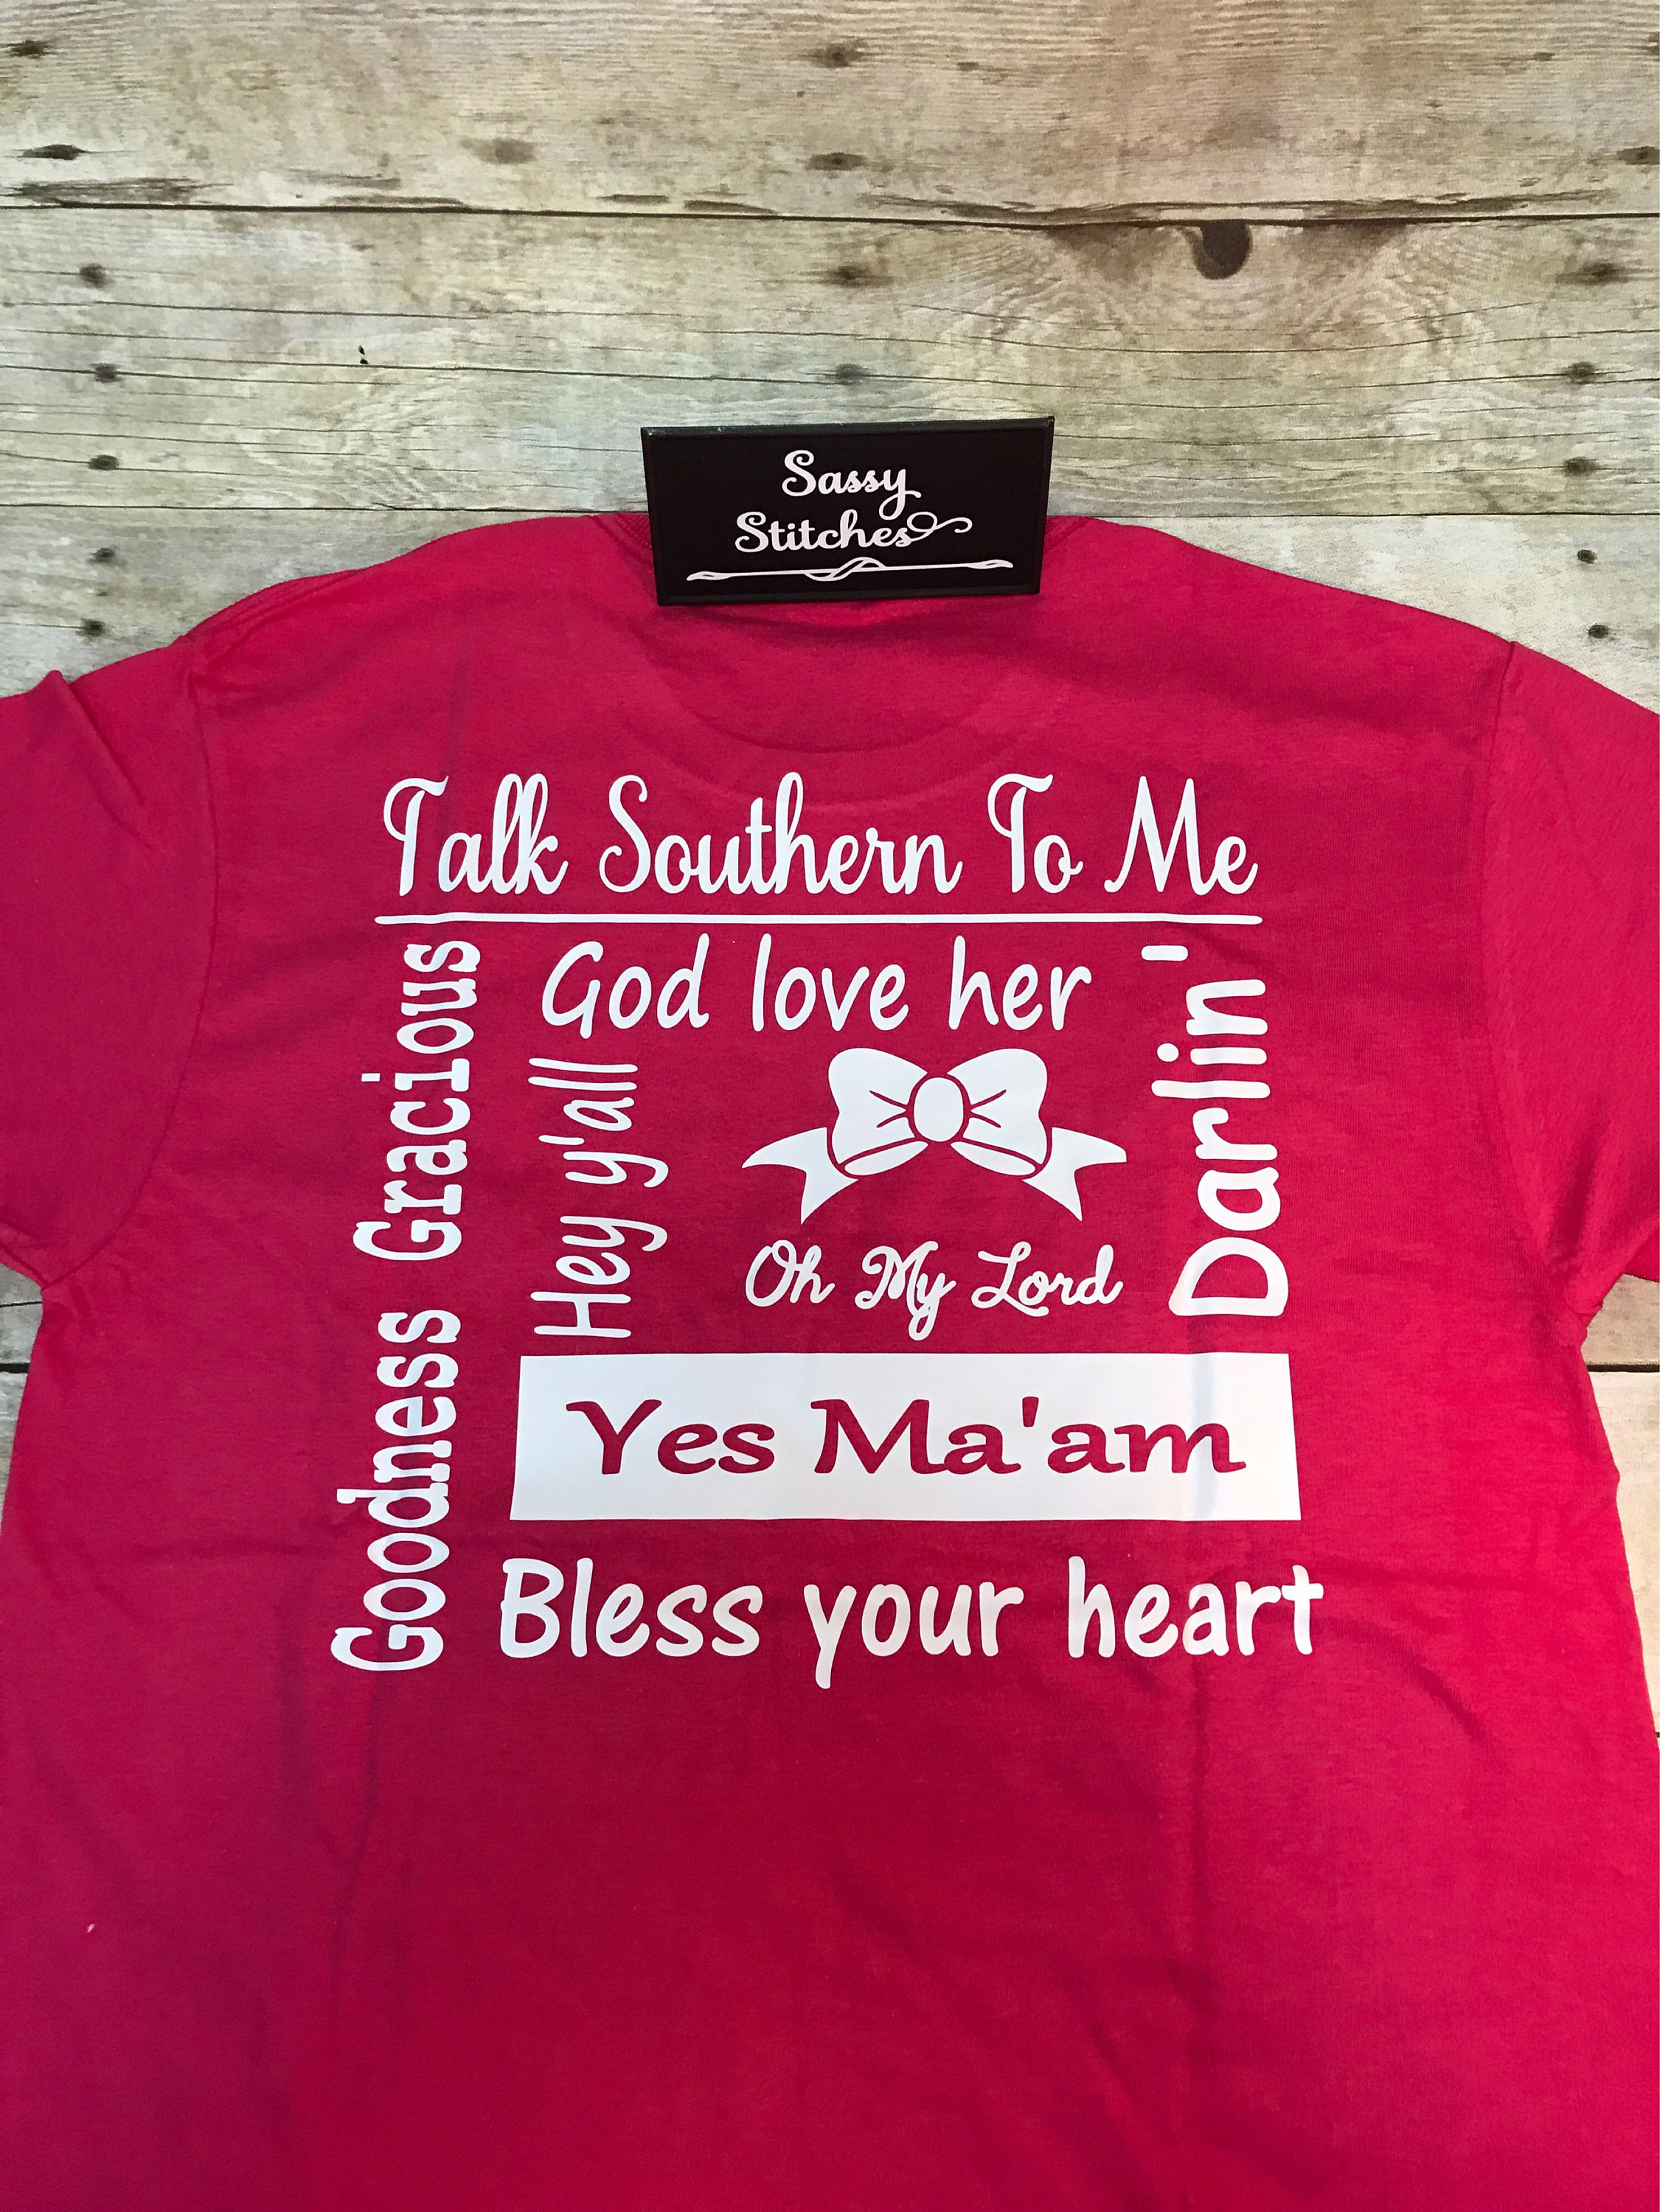 Sassy
Stitches
Talk Southern To Me
Goodness Gracious
God love her
Hey y'all
Darlin'
Oh My Lord
Yes Ma'am
Bless your heart